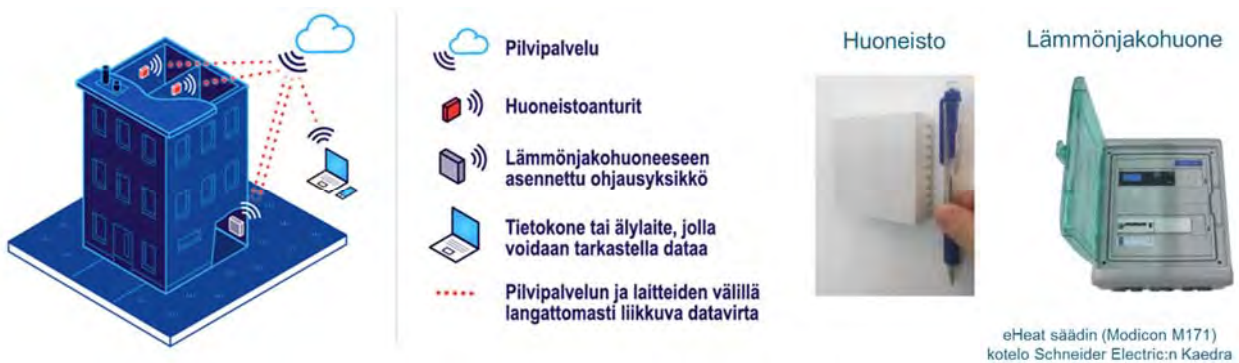 Pilvipalvelu
Huoneistoanturit
Lämmönjakohuoneeseen
asennettu ohjausyksikkö
Tietokone tai älylaite, jolla
voidaan tarkastella dataa
Pilvipalvelun ja laitteiden välillä
langattomasti liikkuva datavirta
Huoneisto
Lämmönjakohuone
eHeat säädin (Modicon M171)
kotelo Schneider Electric:n Kaedra